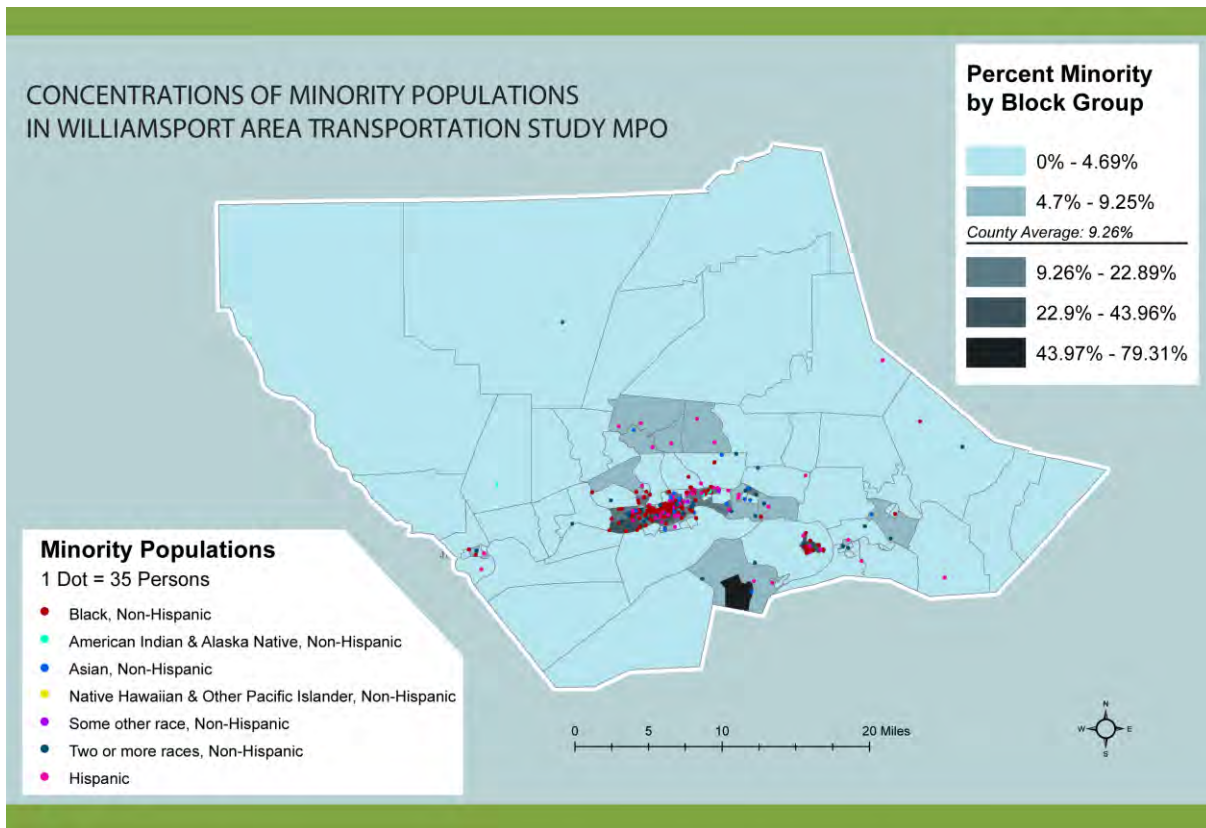 CONCENTRATIONS OF MINORITY POPULATIONS
IN WILLIAMSPORT AREA TRANSPORTATION STUDY MPO
Percent Minority
by Block Group
0% - 4.69%
4.7% - 9.25%
County Average: 9.26%
9.26% - 22.89%
22.9% - 43.96%
43.97% - 79.31%
Minority Populations
1 Dot = 35 Persons
Black, Non-Hispanic
American Indian & Alaska Native, Non-Hispanic
Asian, Non-Hispanic
Native Hawaiian & Other Pacific Islander, Non-Hispanic
Some other race, Non-Hispanic
Two or more races, Non-Hispanic
Hispanic
0 5 10 20 Miles
N
W E
S